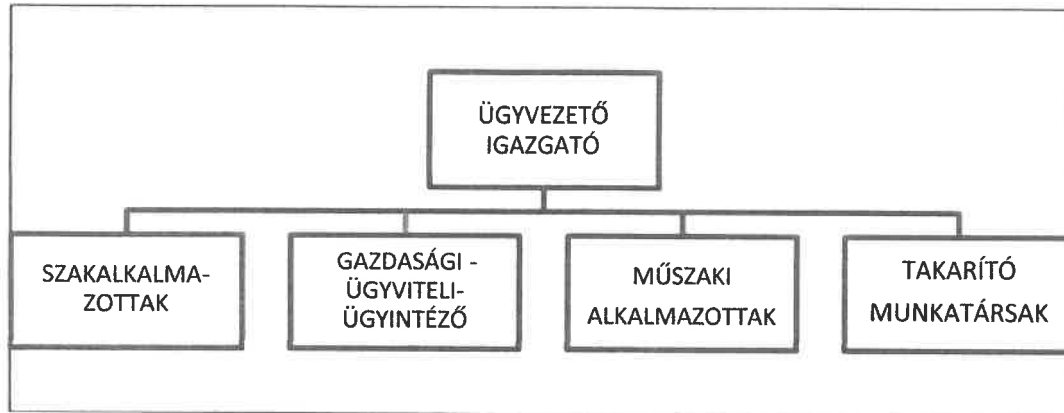 ÜGYVEZETŐ
IGAZGATÓ
SZAKALKALMA-
ZOTTAK
GAZDASÁGI -
ÜGYVITELI-
ÜGYINTÉZŐ
MŰSZAKI
ALKALMAZOTTAK
TAKARÍTÓ
MUNKATÁRSAK